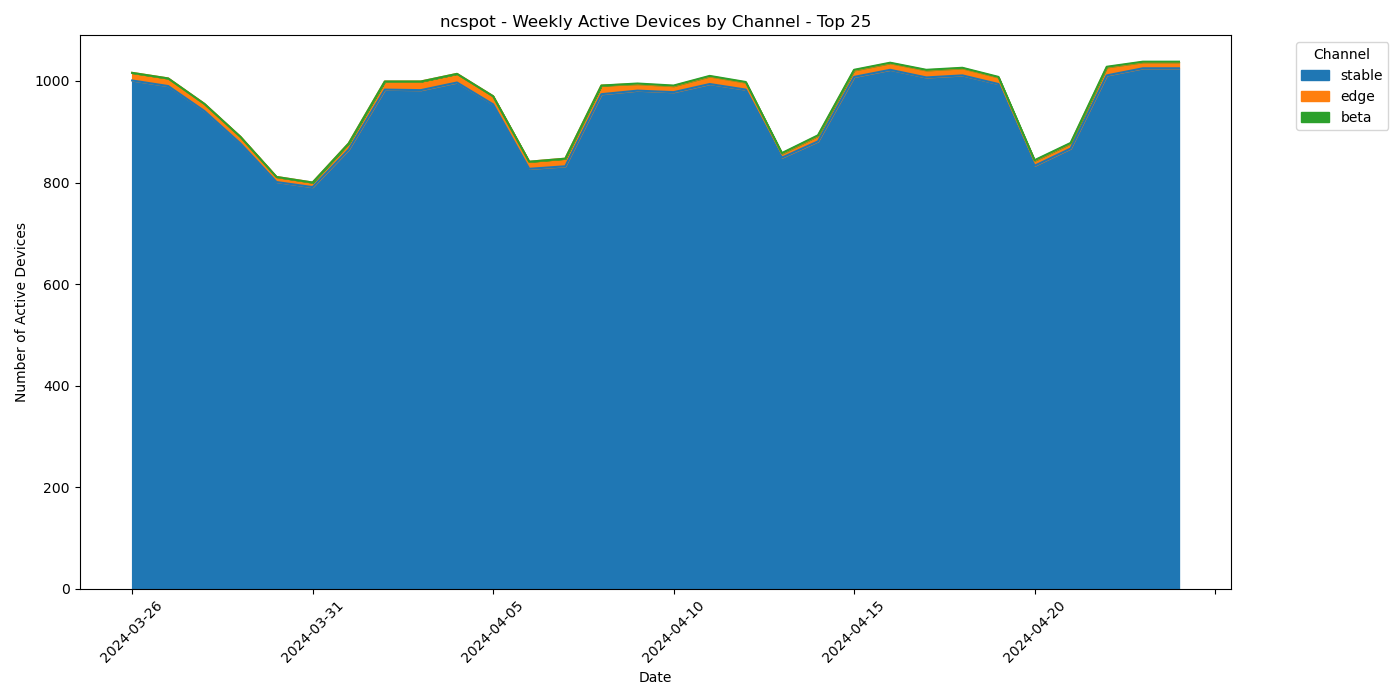 ncspot - Weekly Active Devices by Channel - Top 25
Channel
stable
edge
beta
Number of Active Devices
1000
800
600
400
200
0
2024-03-26
2024-03-31
2024-04-05
2024-04-10
2024-04-15
2024-04-20
Date